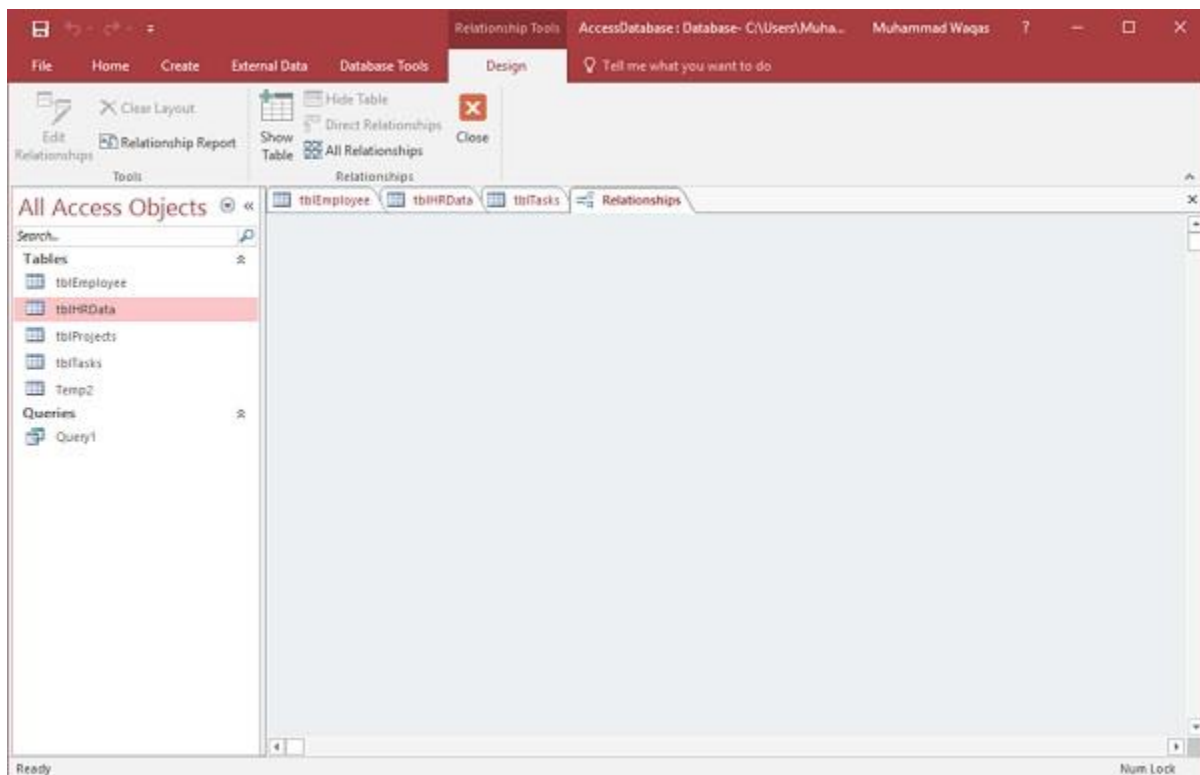 Relationship Tools AccessDatabase : Database- C:\Users\Muha... Muhammad Waqas ?
File Home Create External Data Database Tools Design Tell me what you want to do
Edit Relationships
Clear Layout
Relationship Report
Tools
Show Table
Hide Table
Direct Relationships
All Relationships
Relationships
Close
All Access Objects
Search...
Tables
tblEmployee
tblHRData
tblProjects
tblTasks
Temp2
Queries
Query1
tblEmployee tblHRData tblTasks Relationships
Ready Num Lock